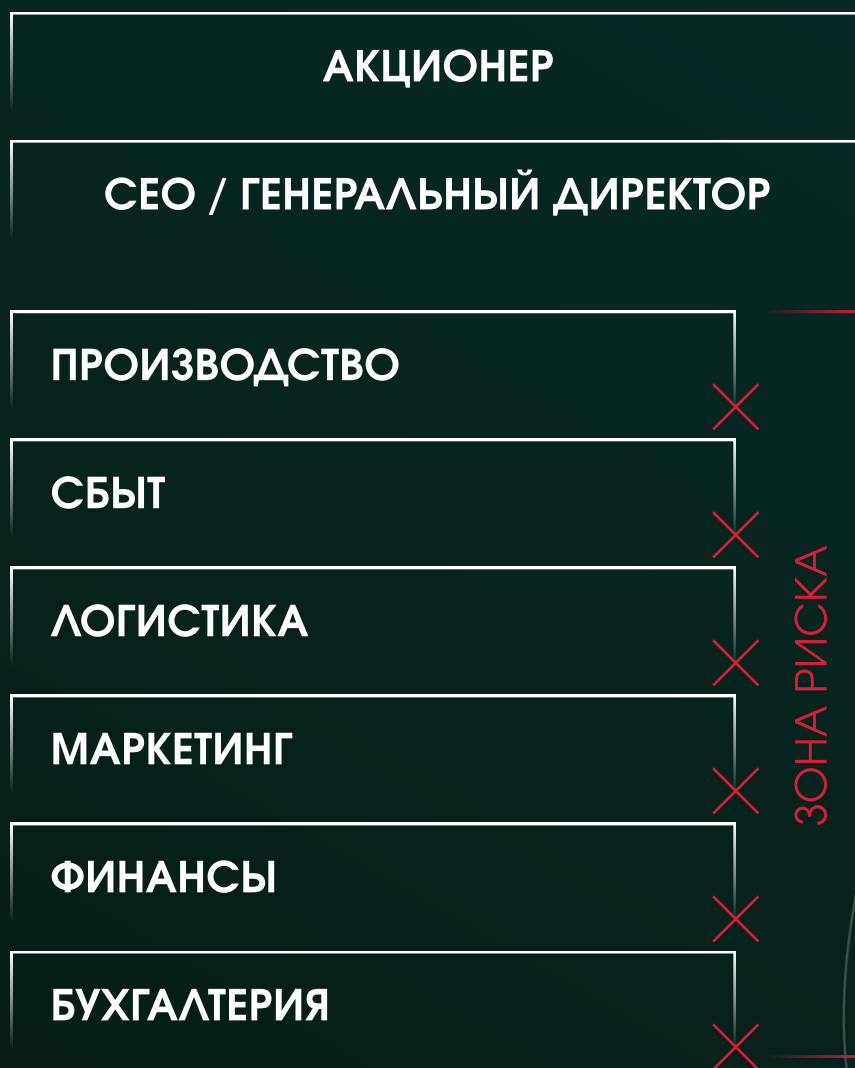 АКЦИОНЕР
СЕО / ГЕНЕРАЛЬНЫЙ ДИРЕКТОР
ПРОИЗВОДСТВО
СБЫТ
ЛОГИСТИКА
МАРКЕТИНГ
ФИНАНСЫ
БУХГАЛТЕРИЯ
ЗОНА РИСКА